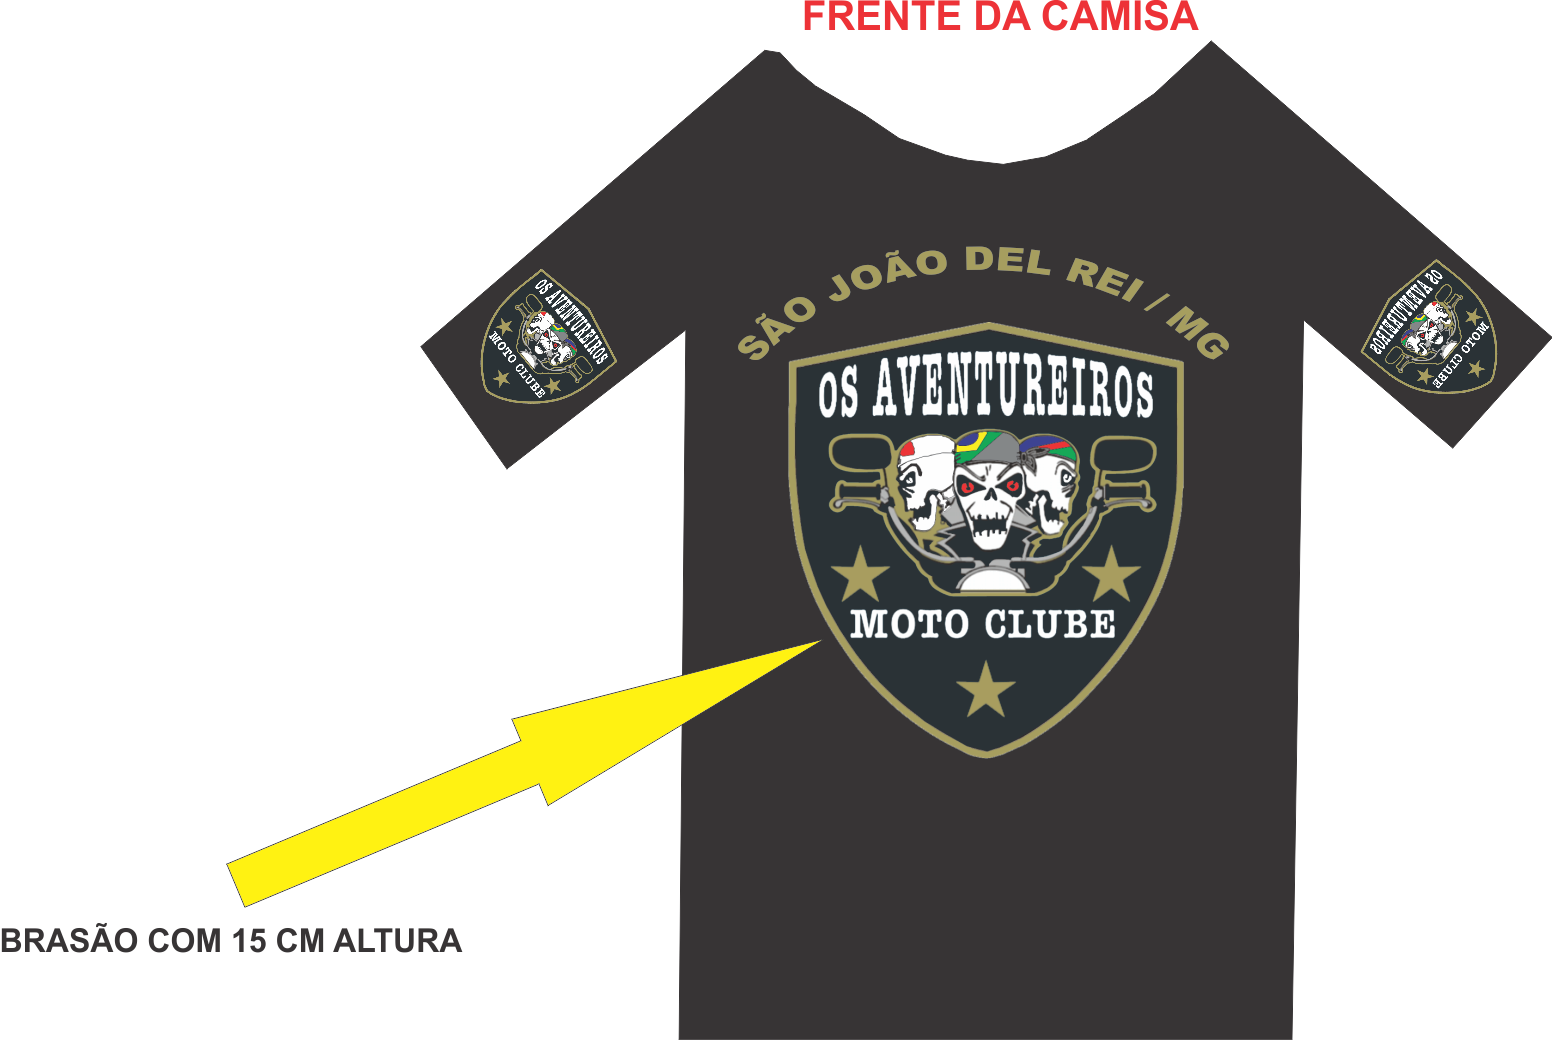 FRENTE DA CAMISA
SÃO JOÃO DEL REI / MG
OS AVENTUREIROS
MOTO CLUBE
OS AVENTUREIROS
MOTO CLUBE
OS AVENTUREIROS
MOTO CLUBE
BRASÃO COM 15 CM ALTURA